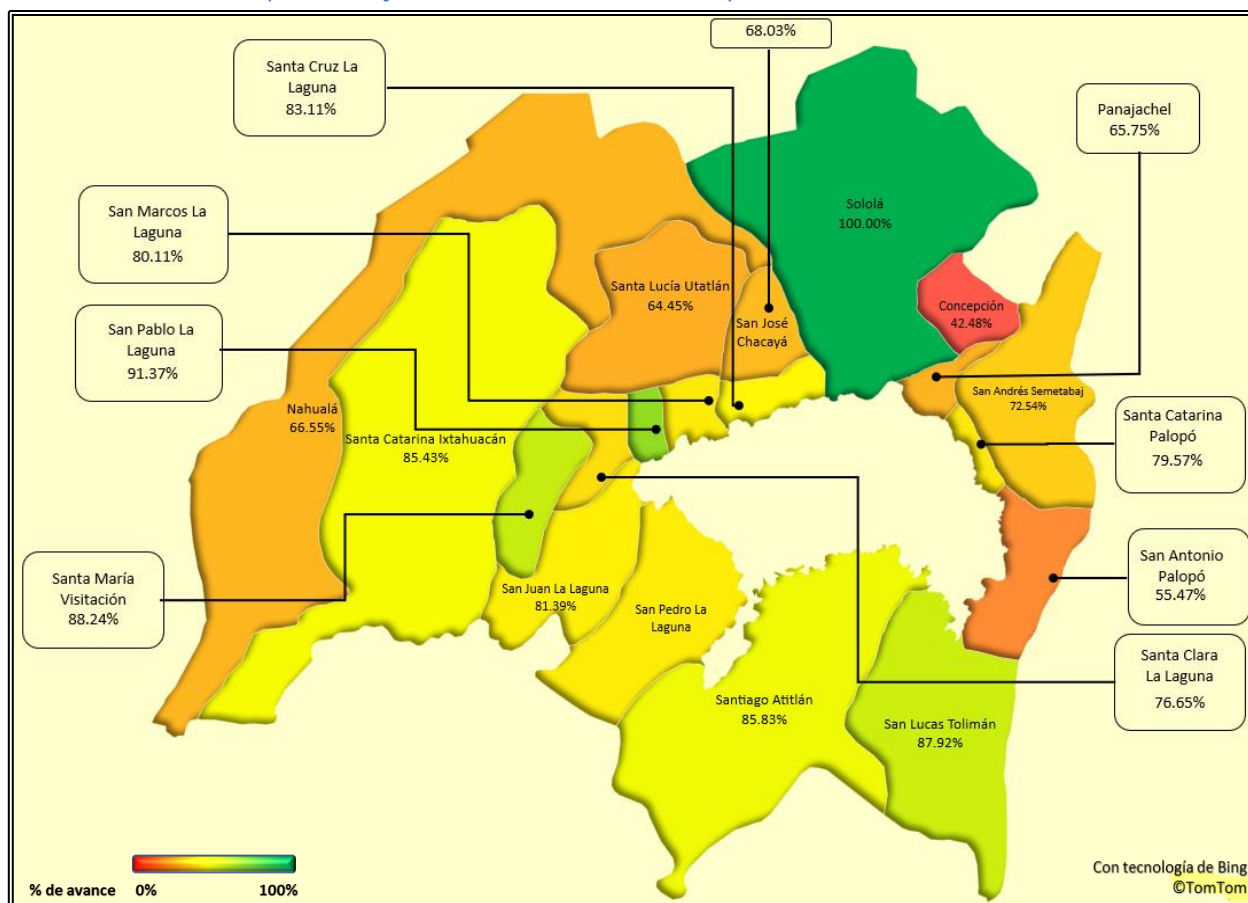 68.03%
Santa Cruz La
Laguna
83.11%
Panajachel
65.75%
San Marcos La
Laguna
80.11%
Sololá
100.00%
Santa Lucía Utatlán
64.45%
San José
Chacayá
Concepción
42.48%
San Pablo La
Laguna
91.37%
San Andrés Semetabaj
72.54%
Nahualá
66.55%
Santa Catarina Ixtahuacán
85.43%
Santa Catarina
Palopó
79.57%
Santa María
Visitación
88.24%
San Juan La Laguna
81.39%
San Pedro La
Laguna
San Antonio
Palopó
55.47%
Santa Clara
La Laguna
76.65%
Santiago Atitlán
85.83%
San Lucas Tolimán
87.92%
% de avance 0% 100%
Con tecnología de Bing
©TomTom